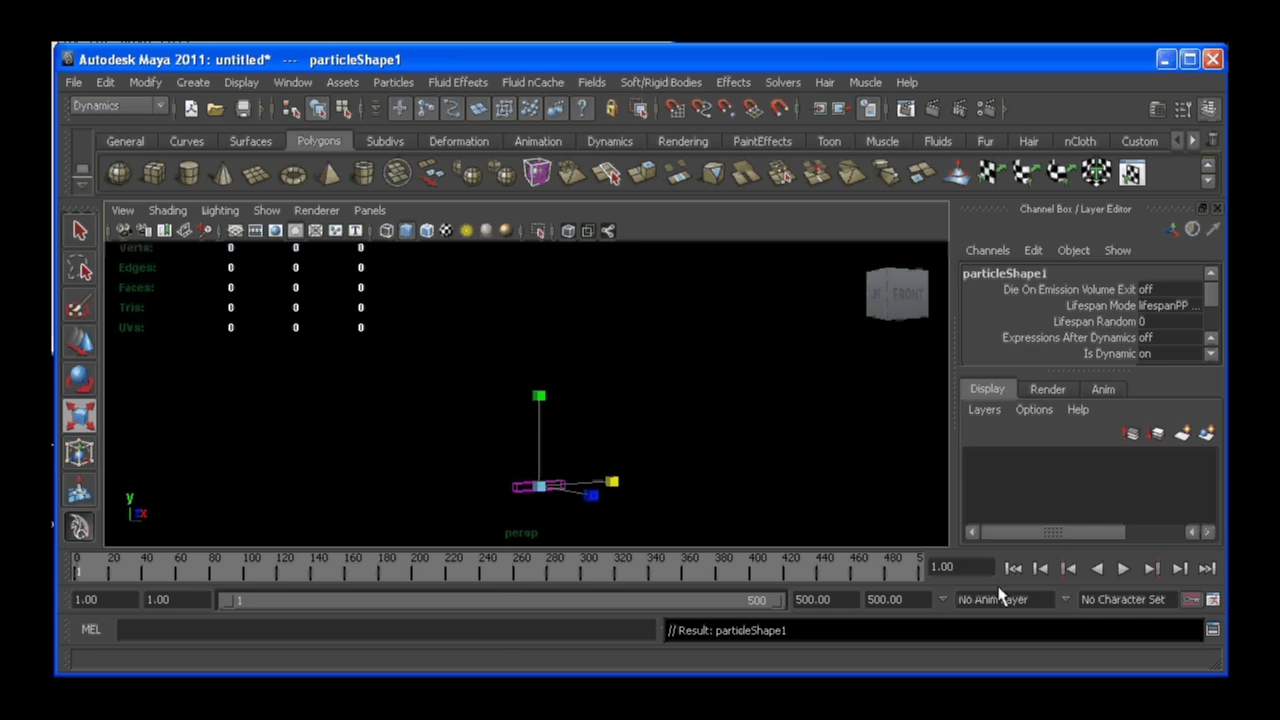 Autodesk Maya 2011: untitled* --- particleShape1
File Edit Modify Create Display Window Assets Particles Fluid Effects Fluid nCache Fields Soft/Rigid Bodies Effects Solvers Hair Muscle Help
Dynamics
General Curves Surfaces Polygons Subdivs Deformation Animation Dynamics Rendering PaintEffects Toon Muscle Fluids Fur Hair nCloth Custom
View Shading Lighting Show Renderer Panels
Channel Box / Layer Editor
Channels Edit Object Show
Verts: 0 0 0
Edges: 0 0 0
Faces: 0 0 0
Tris: 0 0 0
UVs: 0 0 0
FRONT
particleShape1
Die On Emission Volume Exit off
Lifespan Mode lifespanPP ...
Lifespan Random 0
Expressions After Dynamics off
Is Dynamic on
Display Render Anim
Layers Options Help
y
z x
persp
0 20 40 60 80 100 120 140 160 180 200 220 240 260 280 300 320 340 360 380 400 420 440 460 480 5
1
1.00
1.00 1.00 1 500 500.00 500.00 No Anim Layer No Character Set
MEL // Result: particleShape1